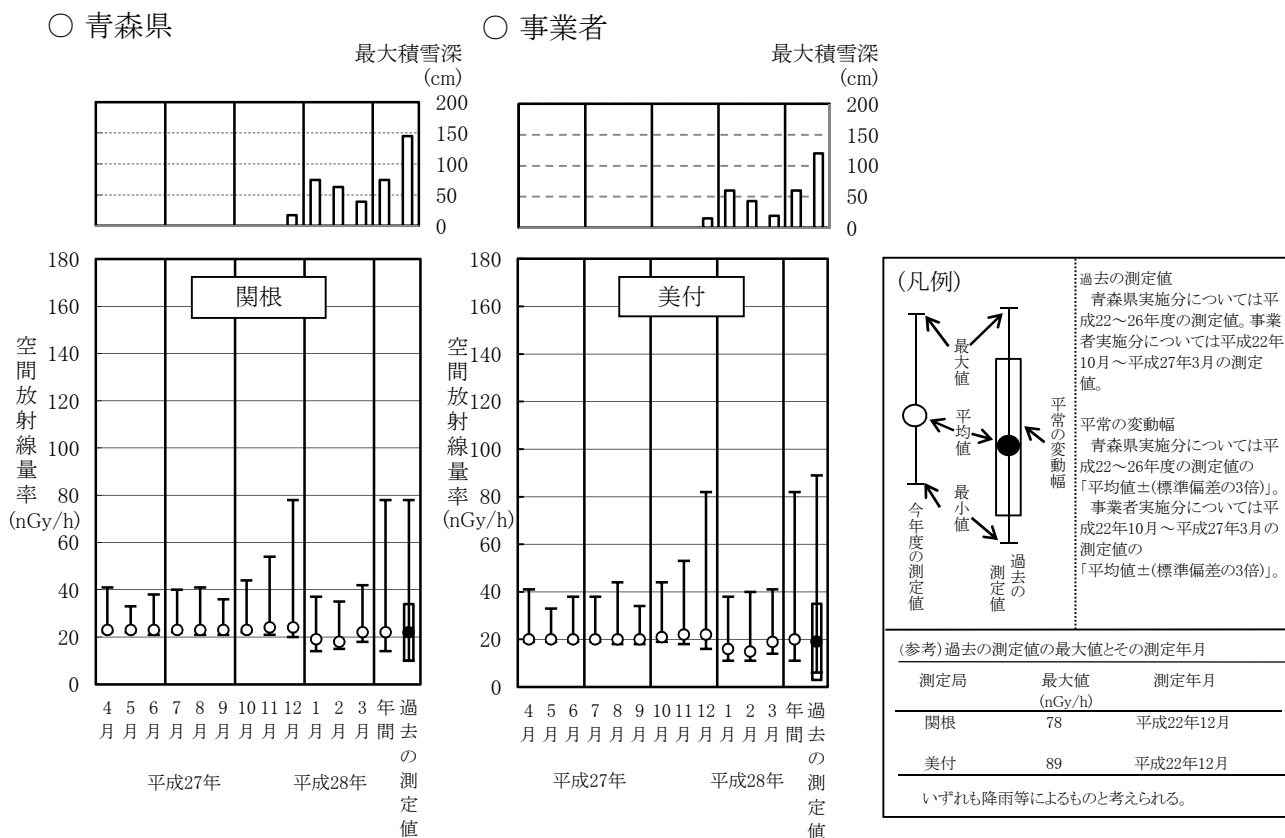 ○ 青森県
最大積雪深
(cm)
200
150
100
50
0
180
160
140
120
100
80
60
40
20
0
関根
空間放射線量率
(nGy/h)
4月 5月 6月 7月 8月 9月 10月 11月 12月 1月 2月 3月 年間 過去の測定値
平成27年 平成28年
○ 事業者
最大積雪深
(cm)
200
150
100
50
0
180
160
140
120
100
80
60
40
20
0
美付
空間放射線量率
(nGy/h)
4月 5月 6月 7月 8月 9月 10月 11月 12月 1月 2月 3月 年間 過去の測定値
平成27年 平成28年
(凡例)
最大値
平均値
最小値
平常の変動幅
今年度の測定値
過去の測定値
過去の測定値
青森県実施分については平
成22～26年度の測定値。事業
者実施分については平成22年
10月～平成27年3月の測定
値。
平常の変動幅
青森県実施分については平
成22～26年度の測定値の
「平均値±(標準偏差の3倍)」。
事業者実施分については平
成22年10月～平成27年3月の
測定値の
「平均値±(標準偏差の3倍)」。
(参考)過去の測定値の最大値とその測定年月
測定局 最大値 測定年月
(nGy/h)
関根 78 平成22年12月
美付 89 平成22年12月
いずれも降雨等によるものと考えられる。